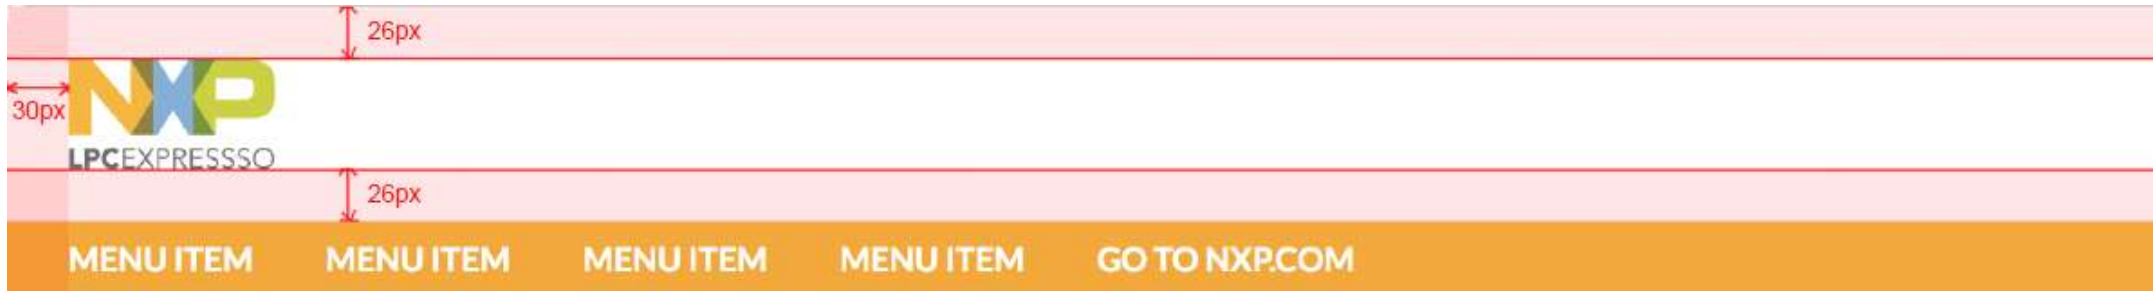 26px
NXP
30px
LPCEXPRESSSO
26px
MENU ITEM MENU ITEM MENU ITEM MENU ITEM GO TO NXP.COM